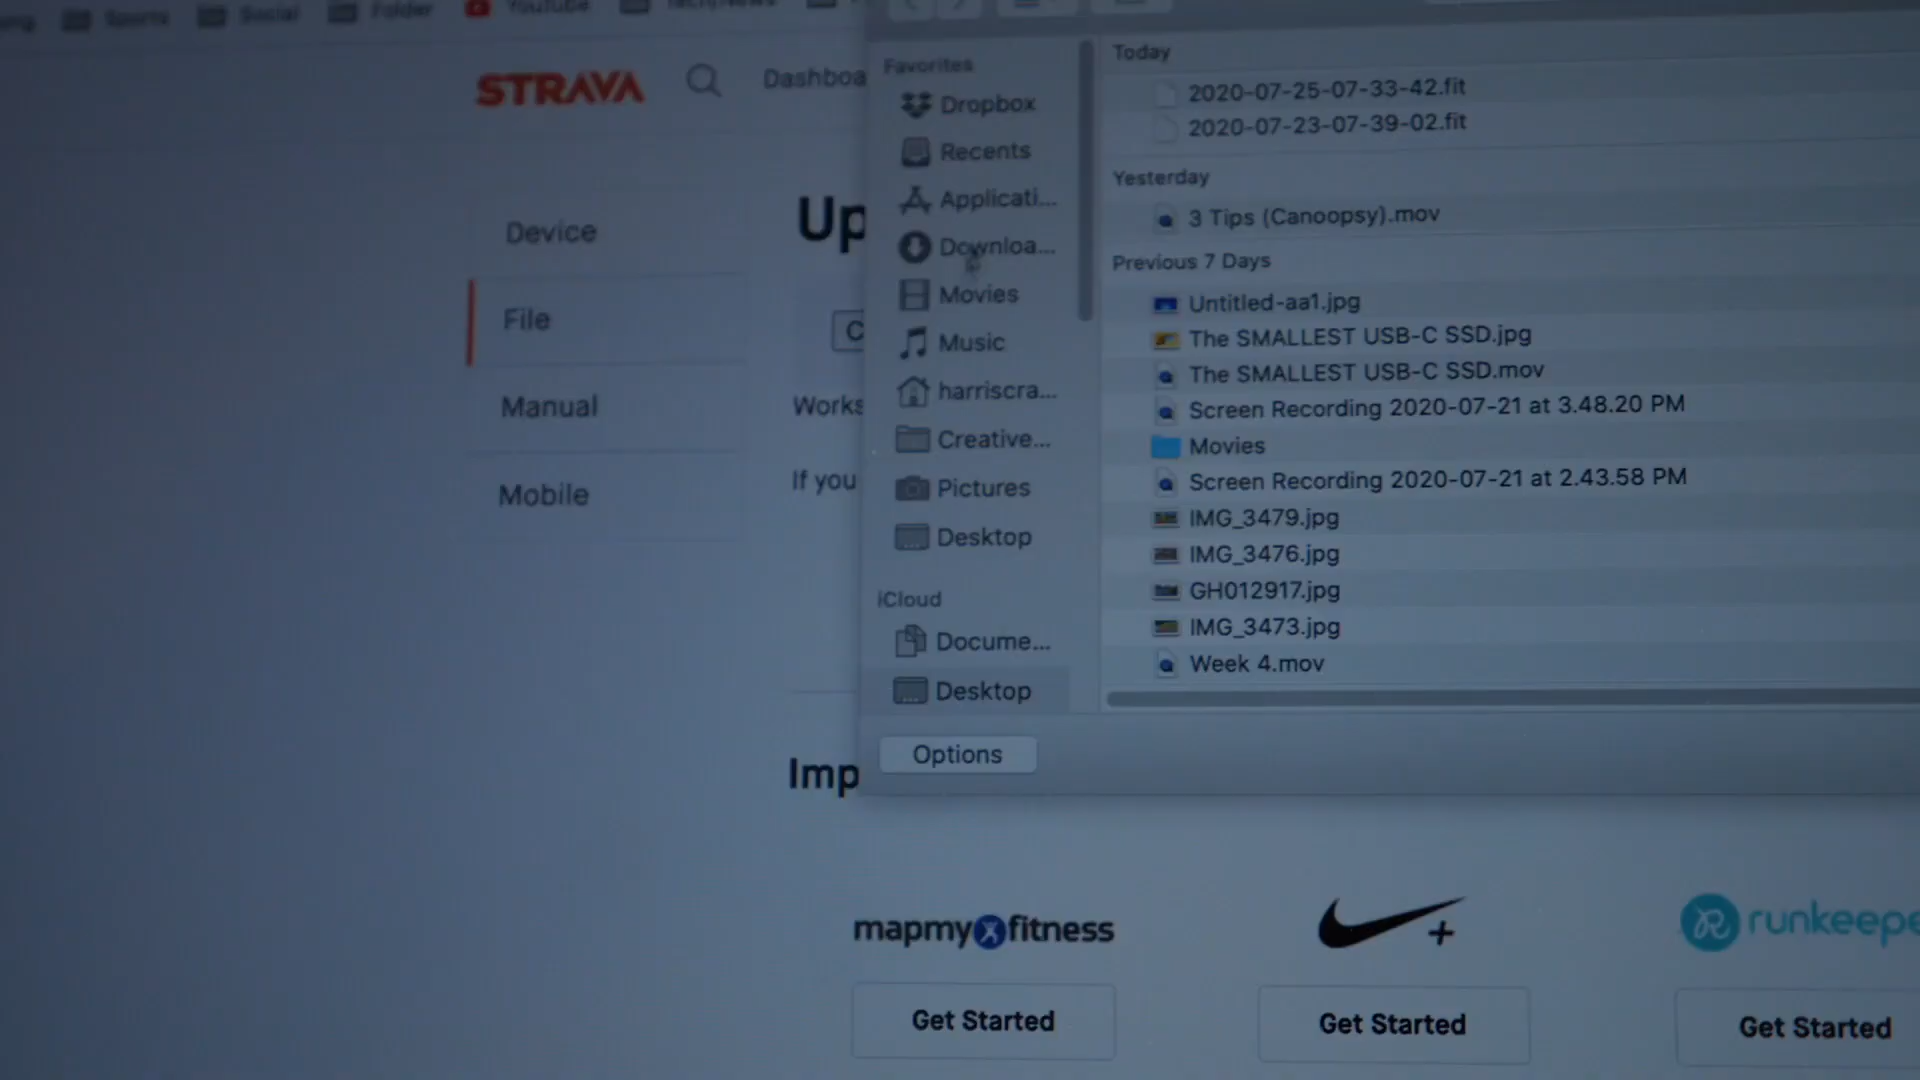 Sports Social Folder YouTube TechNews
STRAVA Dashboa
Device
File
Manual
Mobile
Up
C
Works
If you
Imp
Favorites
Dropbox
Recents
Applicati...
Downloa...
Movies
Music
harriscra...
Creative...
Pictures
Desktop
iCloud
Docume...
Desktop
Options
Today
2020-07-25-07-33-42.fit
2020-07-23-07-39-02.fit
Yesterday
3 Tips (Canoopsy).mov
Previous 7 Days
Untitled-aa1.jpg
The SMALLEST USB-C SSD.jpg
The SMALLEST USB-C SSD.mov
Screen Recording 2020-07-21 at 3.48.20 PM
Movies
Screen Recording 2020-07-21 at 2.43.58 PM
IMG_3479.jpg
IMG_3476.jpg
GH012917.jpg
IMG_3473.jpg
Week 4.mov
mapmyfitness
runkeepe
Get Started
Get Started
Get Started